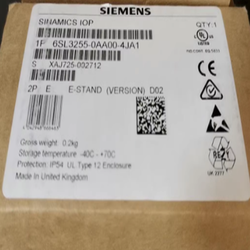 SIEMENS
SINAMICS IOP
QTY:1
1P 6SL3255-0AA00-4JA1
S XAJ725-002712
2P E E-STAND (VERSION) D02
Gross weight: 0.2kg
Storage temperature: -40C - +70C
Protection: IP54 UL Type 12 Enclosure
Made in United Kingdom